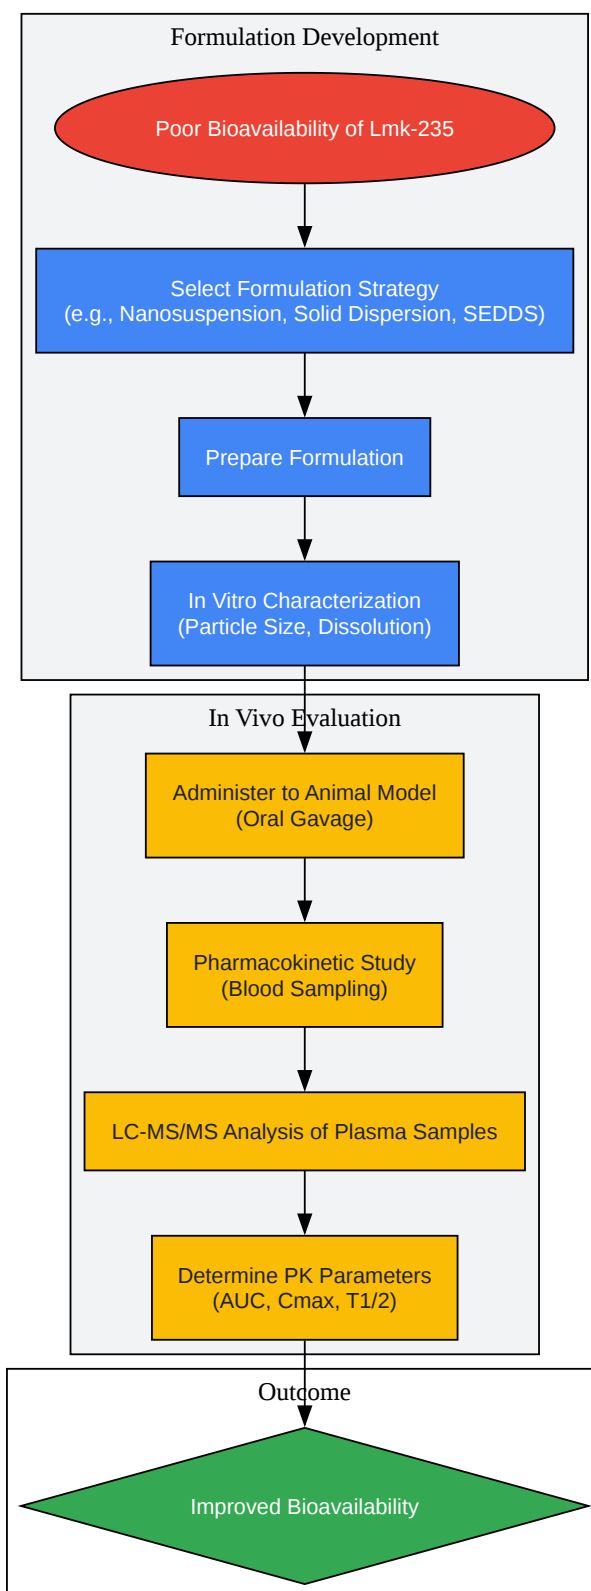 Formulation Development
Poor Bioavailability of Lmk-235
Select Formulation Strategy
(e.g., Nanosuspension, Solid Dispersion, SEDDS)
Prepare Formulation
In Vitro Characterization
(Particle Size, Dissolution)
In Vivo Evaluation
Administer to Animal Model
(Oral Gavage)
Pharmacokinetic Study
(Blood Sampling)
LC-MS/MS Analysis of Plasma Samples
Determine PK Parameters
(AUC, Cmax, T1/2)
Outcome
Improved Bioavailability